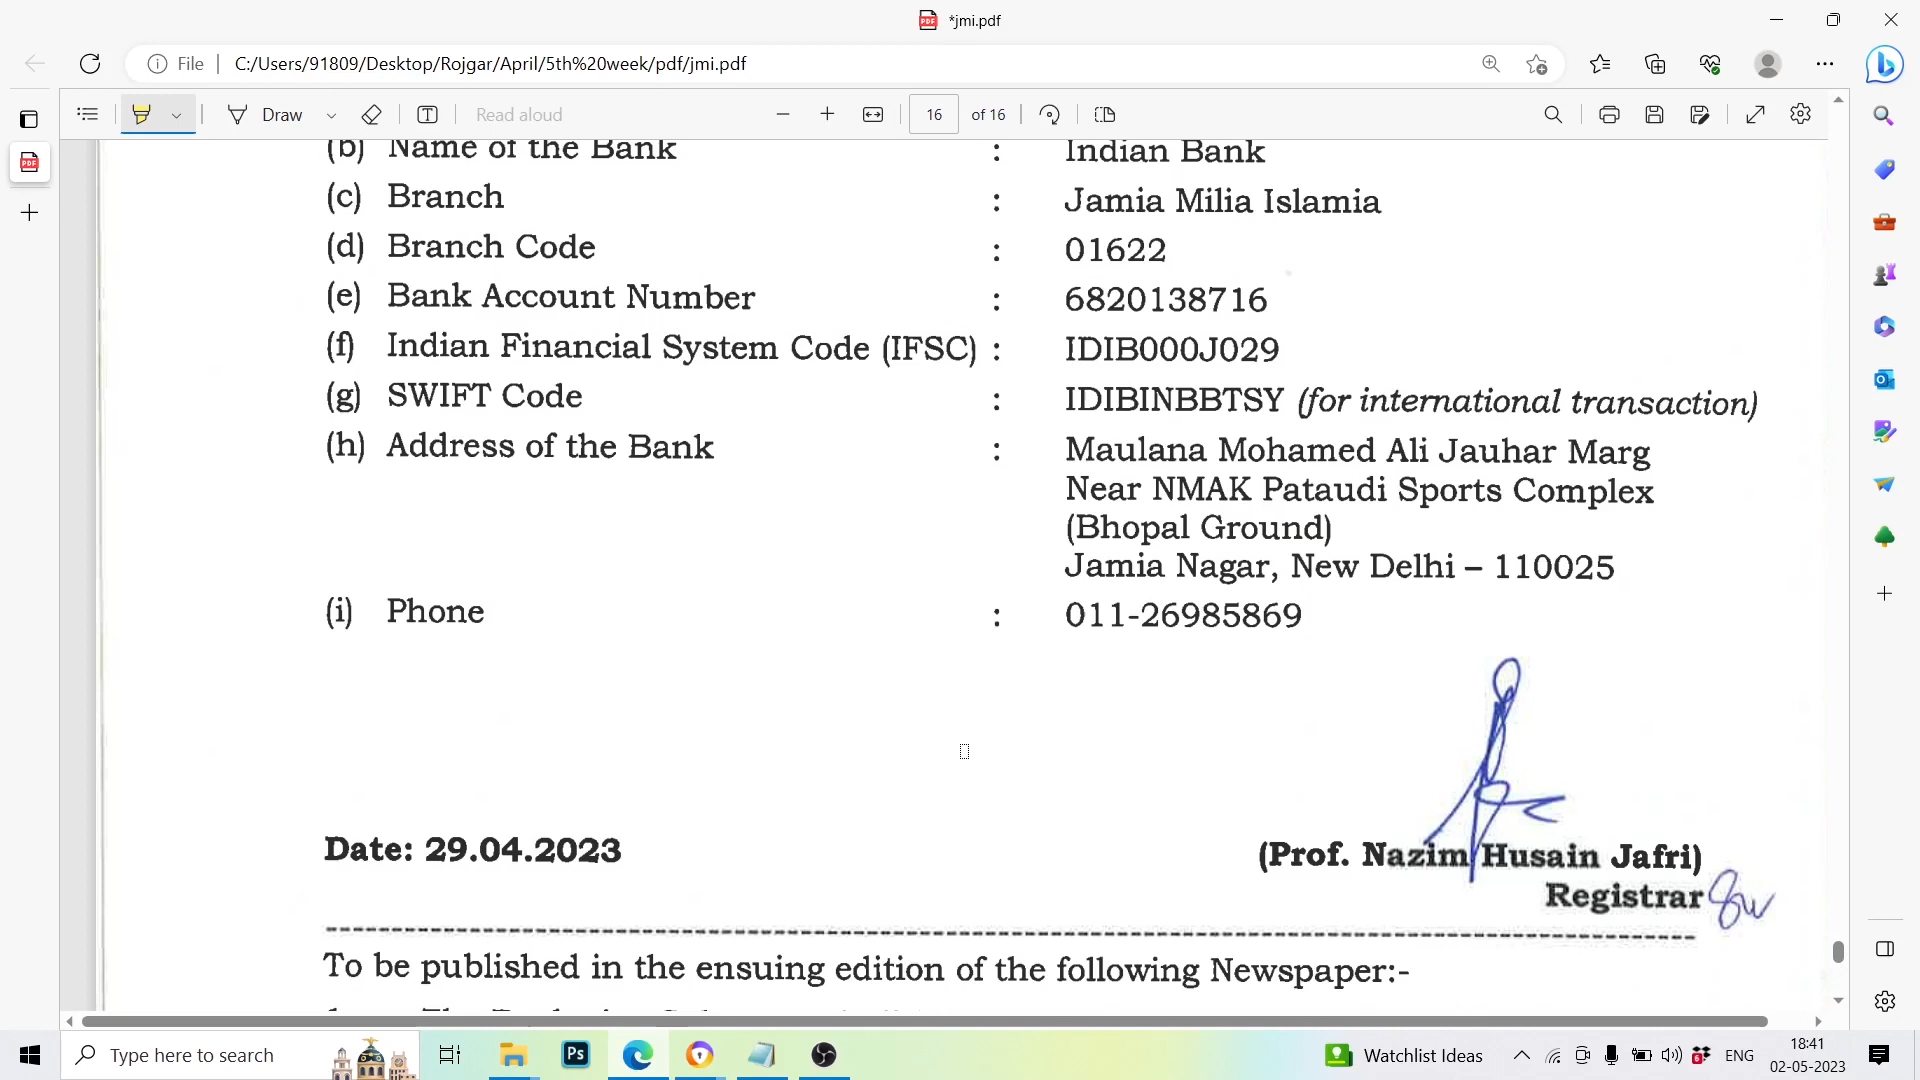 *jmi.pdf
File C:/Users/91809/Desktop/Rojgar/April/5th%20week/pdf/jmi.pdf
Draw Read aloud 16 of 16
(b) Name of the Bank : Indian Bank
(c) Branch : Jamia Milia Islamia
(d) Branch Code : 01622
(e) Bank Account Number : 6820138716
(f) Indian Financial System Code (IFSC) : IDIB000J029
(g) SWIFT Code : IDIBINBBTSY (for international transaction)
(h) Address of the Bank : Maulana Mohamed Ali Jauhar Marg
Near NMAK Pataudi Sports Complex
(Bhopal Ground)
Jamia Nagar, New Delhi – 110025
(i) Phone : 011-26985869
Date: 29.04.2023 (Prof. Nazim Husain Jafri)
Registrar
To be published in the ensuing edition of the following Newspaper:-
Type here to search Ps Watchlist Ideas ENG 18:41
02-05-2023